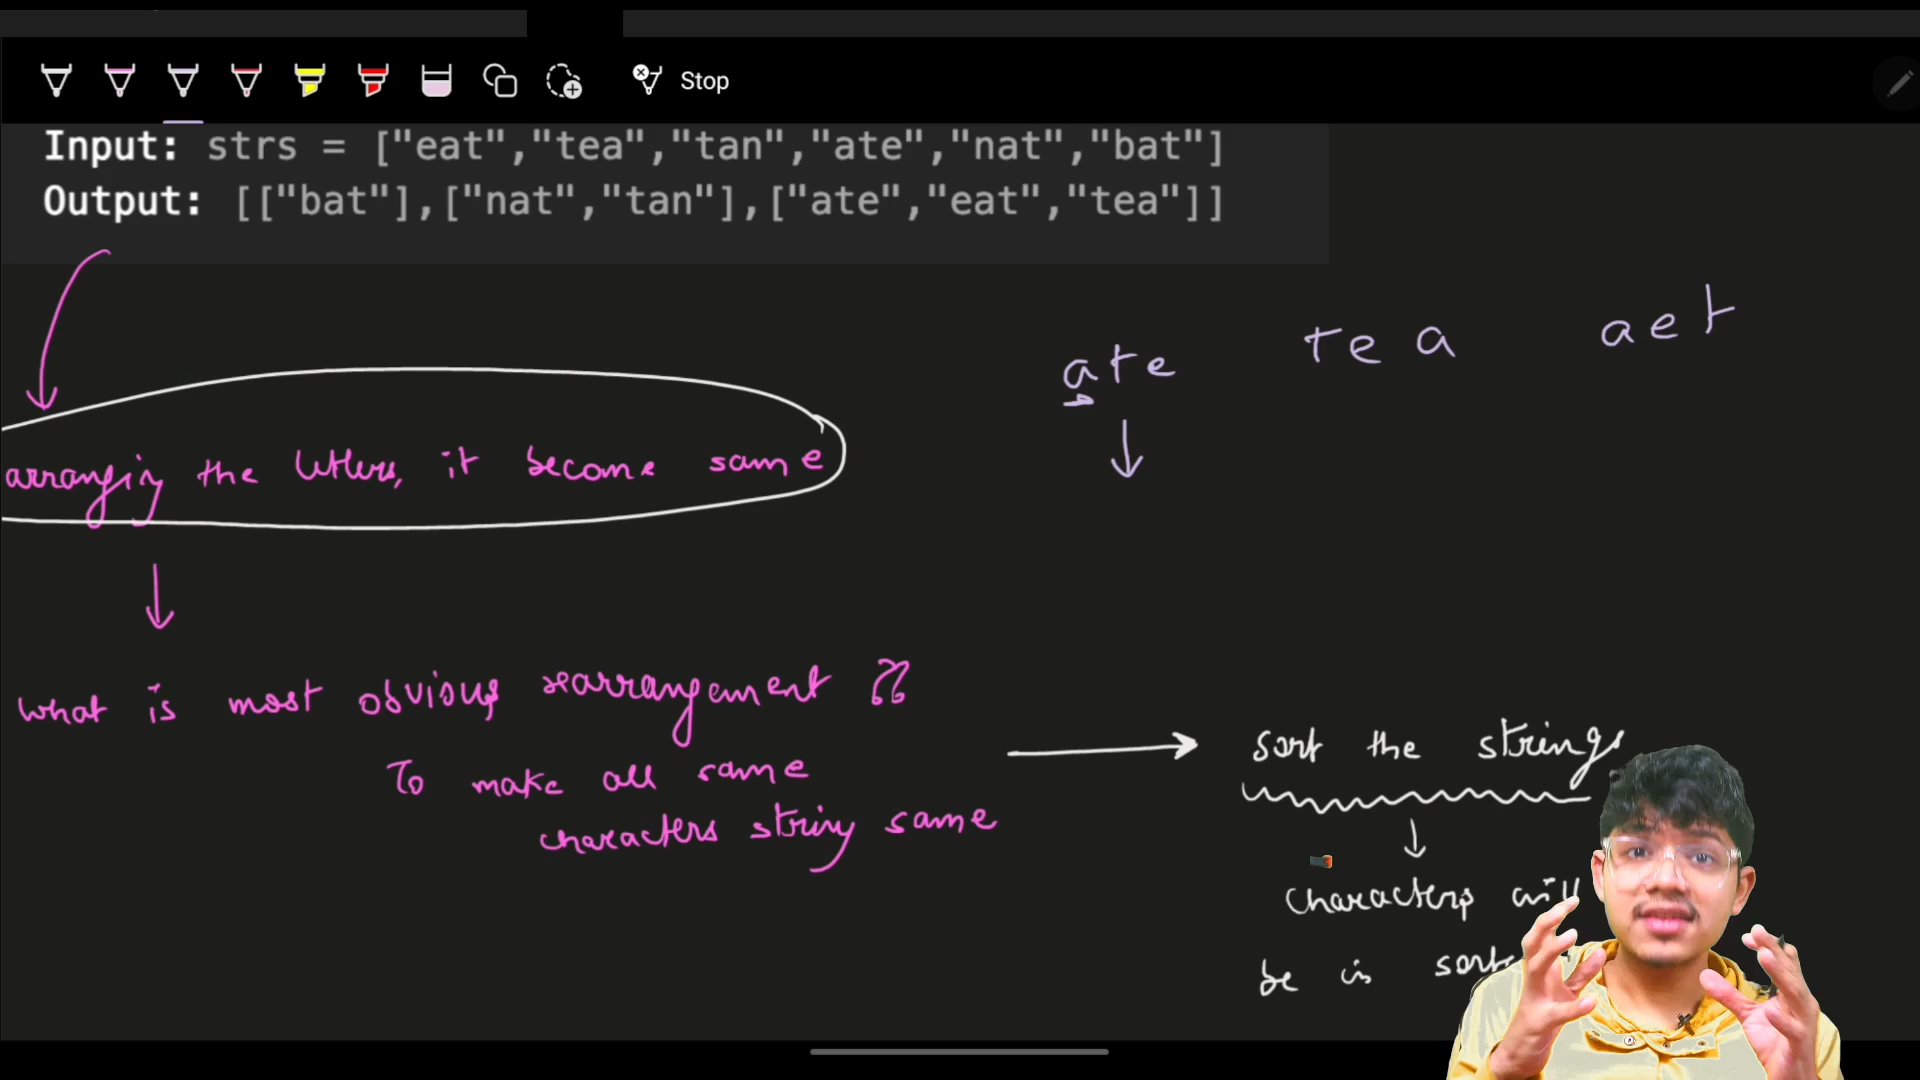 Stop
Input: strs = ["eat","tea","tan","ate","nat","bat"]
Output: [["bat"],["nat","tan"],["ate","eat","tea"]]
ate tea aet
arranging the letters, it become same
what is most obvious rearrangement ??
To make all same
characters string same
sort the strings
characters will
be in